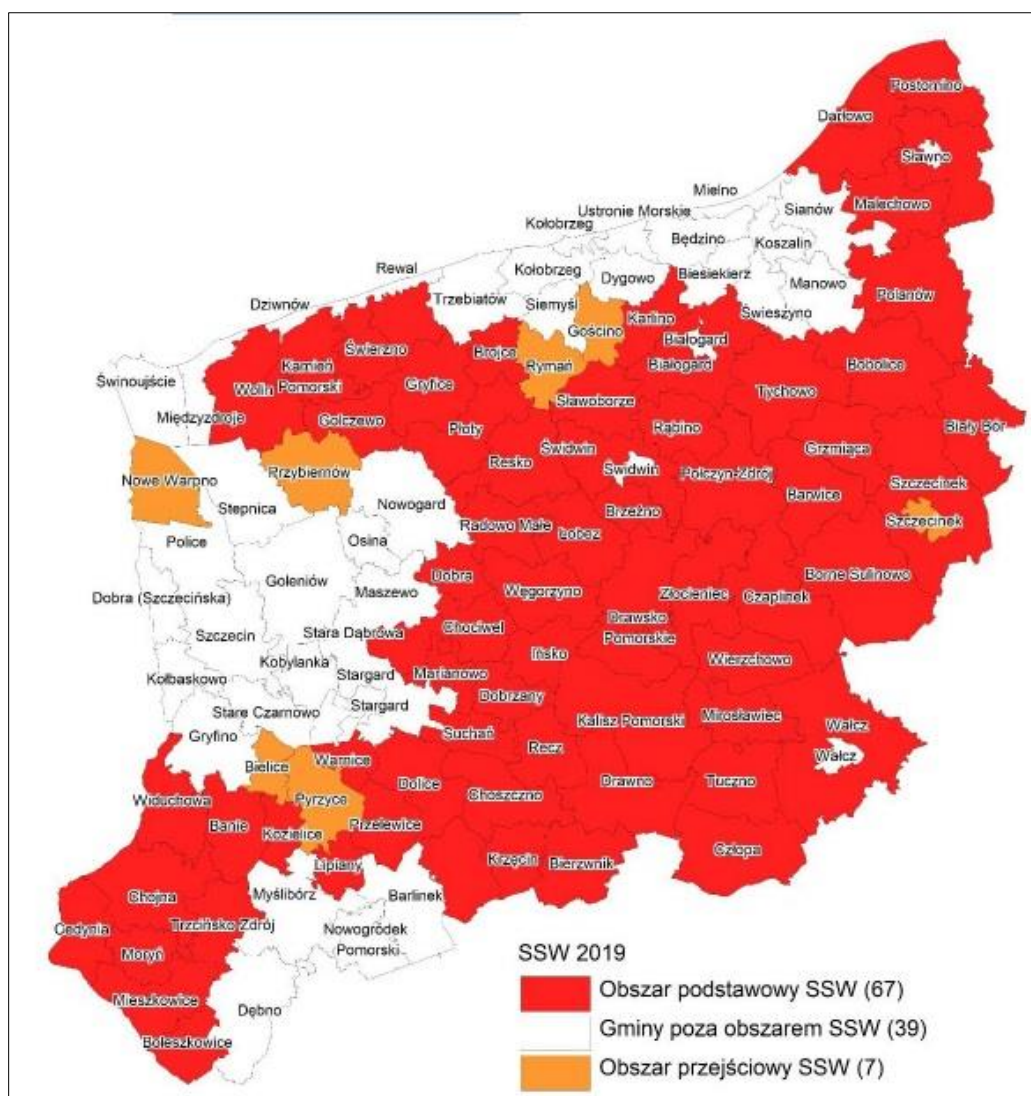 Postomino
Darłowo
Sławno
Mielno
Sianów
Malechowo
Ustronie Morskie
Kołobrzeg
Będzino
Koszalin
Rewal
Kołobrzeg
Dygowo
Biesiekierz
Manowo
Polanów
Dziwnów
Trzebiatów
Siemyśl
Świeszyno
Gościno
Karlino
Białogard
Świerzno
Brojce
Rymań
Białogard
Bobolice
Kamień
Pomorski
Świnoujście
Wolin
Gryfice
Tychowo
Sławoborze
Międzyzdroje
Golczewo
Płoty
Rąbino
Biały Bór
Świdwin
Grzmiąca
Resko
Przybiernów
Świdwin
Połczyn-Zdrój
Nowe Warpno
Szczecinek
Barwice
Stepnica
Nowogard
Brzeżno
Szczecinek
Radowo Małe
Łobez
Police
Osina
Goleniów
Dobra
Borne Sulinowo
Maszewo
Węgorzyno
Złocieniec
Czaplinek
Dobra (Szczecińska)
Drawsko
Pomorskie
Szczecin
Stara Dąbrowa
Chociwel
Ińsko
Wierzchowo
Kobylanka
Stargard
Marianowo
Kołbaskowo
Dobrzany
Stargard
Stare Czarnowo
Kalisz Pomorski
Mirosławiec
Wałcz
Suchań
Gryfino
Recz
Wałcz
Bielice
Warnice
Dolice
Drawno
Tuczno
Choszczno
Widuchowa
Pyrzyce
Banie
Przelewice
Kozielice
Człopa
Lipiany
Krzęcin
Bierzwnik
Myślibórz
Barlinek
Chojna
Cedynia
Trzcińsko Zdrój
Nowogródek
Pomorski
Moryń
Mieszkowice
Dębno
Boleszkowice
SSW 2019
Obszar podstawowy SSW (67)
Gminy poza obszarem SSW (39)
Obszar przejściowy SSW (7)